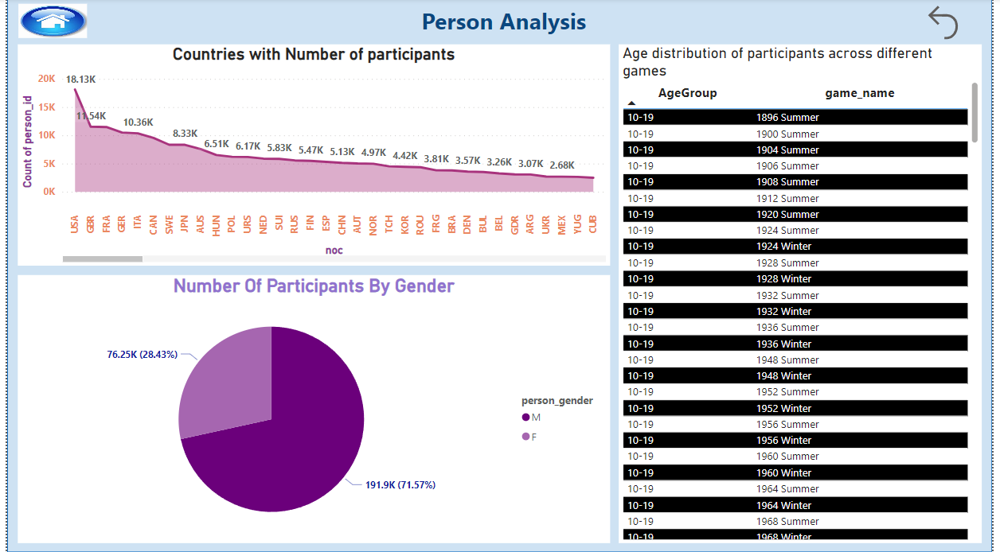 Person Analysis
Countries with Number of participants
Count of person_id
20K
15K
10K
5K
0K
18.13K
11.54K
10.36K
8.33K
6.51K
6.17K
5.83K
5.47K
5.13K
4.97K
4.42K
3.81K
3.57K
3.26K
3.07K
2.68K
USA
GBR
FRA
GER
ITA
CAN
SWE
JPN
AUS
HUN
POL
URS
NED
SUI
RUS
FIN
ESP
CHN
AUT
NOR
TCH
KOR
ROU
FRG
BRA
DEN
BUL
BEL
GDR
ARG
UKR
MEX
YUG
CUB
noc
Number Of Participants By Gender
76.25K (28.43%)
191.9K (71.57%)
person_gender
M
F
Age distribution of participants across different
games
AgeGroup game_name
10-19 1896 Summer
10-19 1900 Summer
10-19 1904 Summer
10-19 1906 Summer
10-19 1908 Summer
10-19 1912 Summer
10-19 1920 Summer
10-19 1924 Summer
10-19 1924 Winter
10-19 1928 Summer
10-19 1928 Winter
10-19 1932 Summer
10-19 1932 Winter
10-19 1936 Summer
10-19 1936 Winter
10-19 1948 Summer
10-19 1948 Winter
10-19 1952 Summer
10-19 1952 Winter
10-19 1956 Summer
10-19 1956 Winter
10-19 1960 Summer
10-19 1960 Winter
10-19 1964 Summer
10-19 1964 Winter
10-19 1968 Summer
10-19 1968 Winter